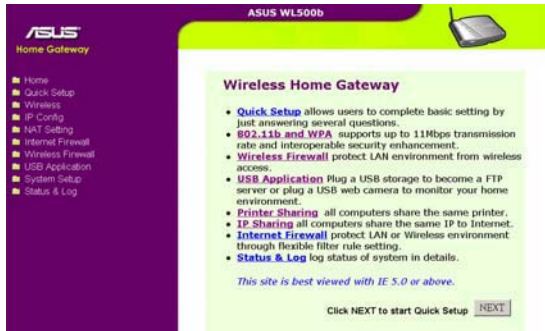 ASUS WL500b
ASUS
Home Gateway
Home
Quick Setup
Wireless
IP Config
NAT Setting
Internet Firewall
Wireless Firewall
USB Application
System Setup
Status & Log
Wireless Home Gateway
Quick Setup allows users to complete basic setting by
just answering several questions.
802.11b and WPA supports up to 11Mbps transmission
rate and interoperable security enhancement.
Wireless Firewall protect LAN environment from wireless
access.
USB Application Plug a USB storage to become a FTP
server or plug a USB web camera to monitor your home
environment.
Printer Sharing all computers share the same printer.
IP Sharing all computers share the same IP to Internet.
Internet Firewall protect LAN or Wireless environment
through flexible filter rule setting.
Status & Log log status of system in details.
This site is best viewed with IE 5.0 or above.
Click NEXT to start Quick Setup NEXT